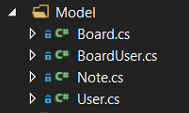 Model
C# Board.cs
C# BoardUser.cs
C# Note.cs
C# User.cs